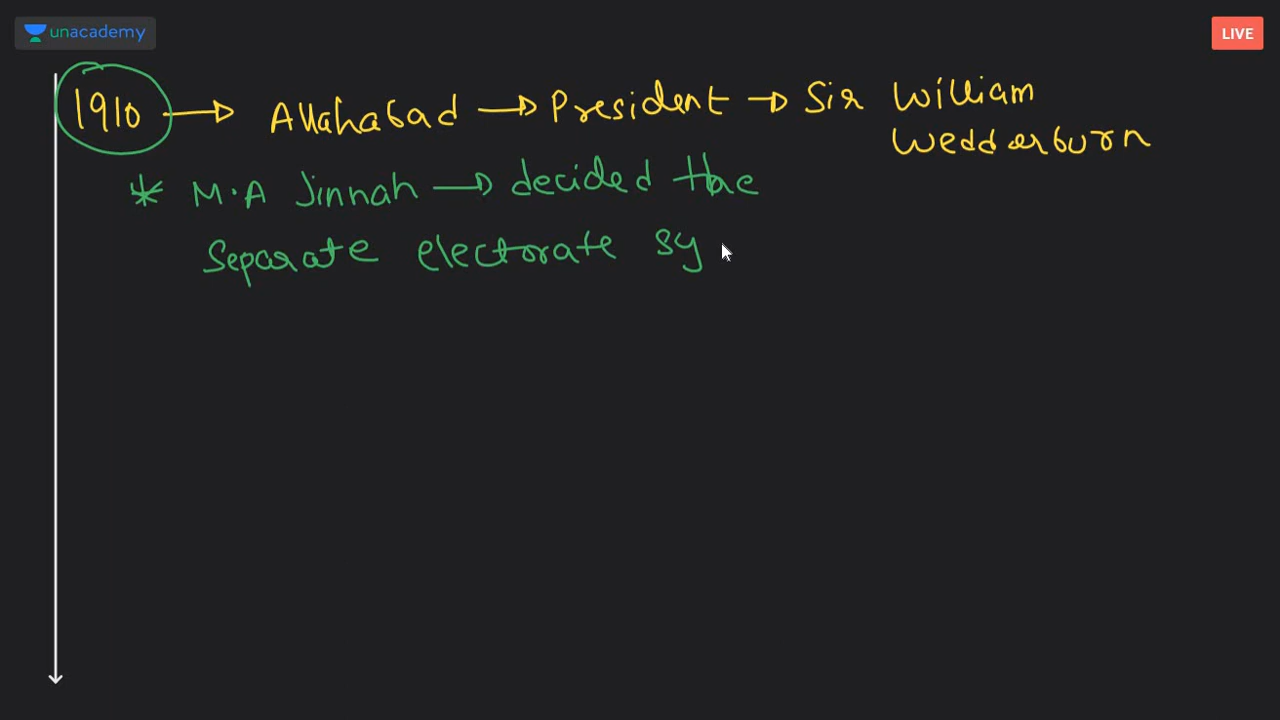 unacademy
LIVE
1910 → Allahabad → President → Sir William
Wedderburn
* M.A Jinnah → decided the
Separate electorate sy